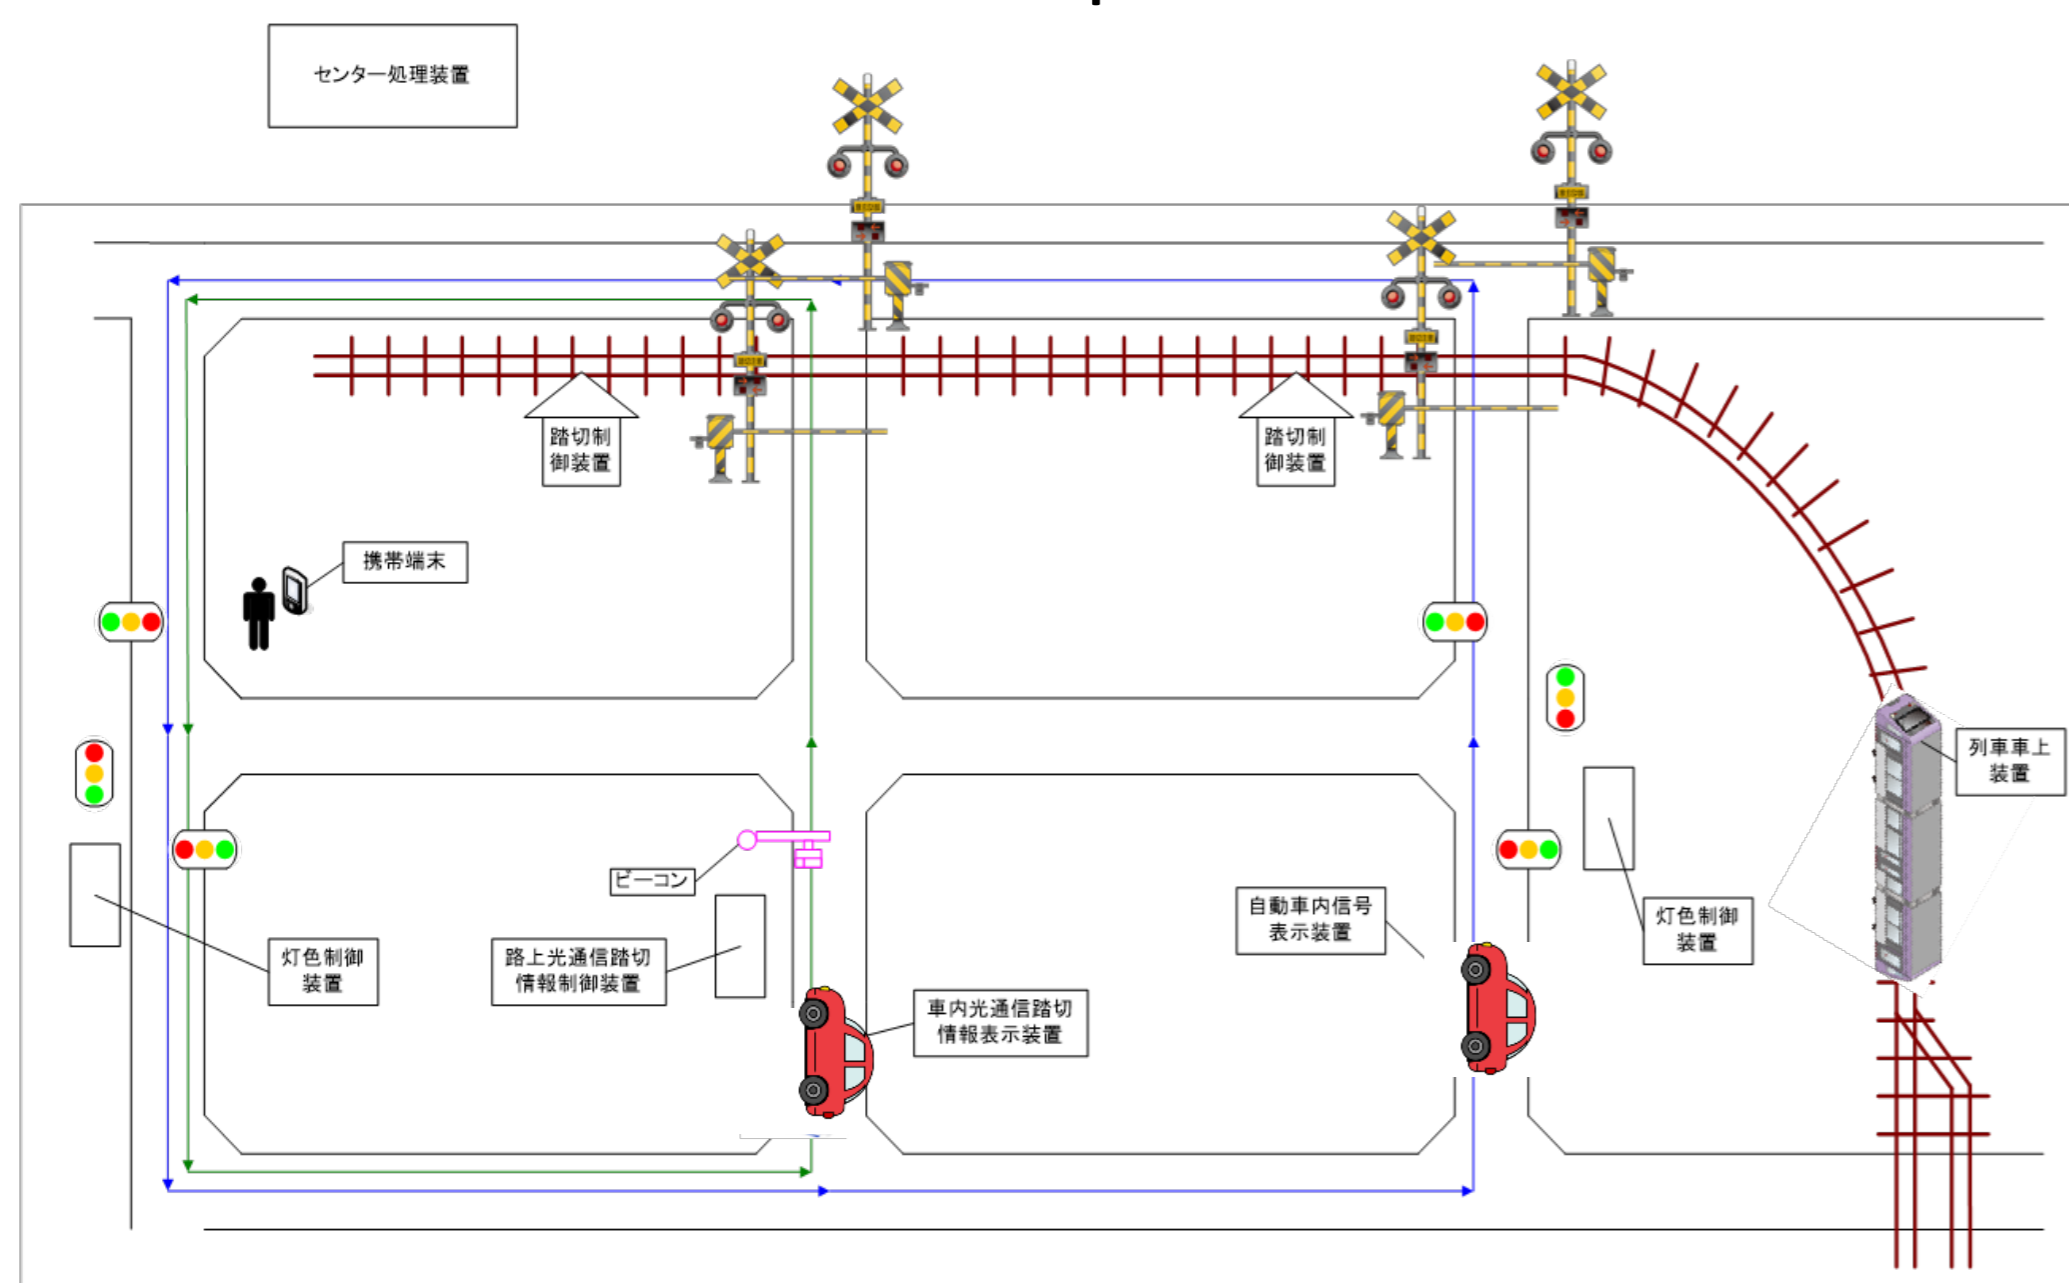 センター処理装置
踏切制
御装置
踏切制
御装置
携帯端末
列車車上
装置
ビーコン
自動車内信号
表示装置
灯色制御
装置
灯色制御
装置
路上光通信踏切
情報制御装置
車内光通信踏切
情報表示装置